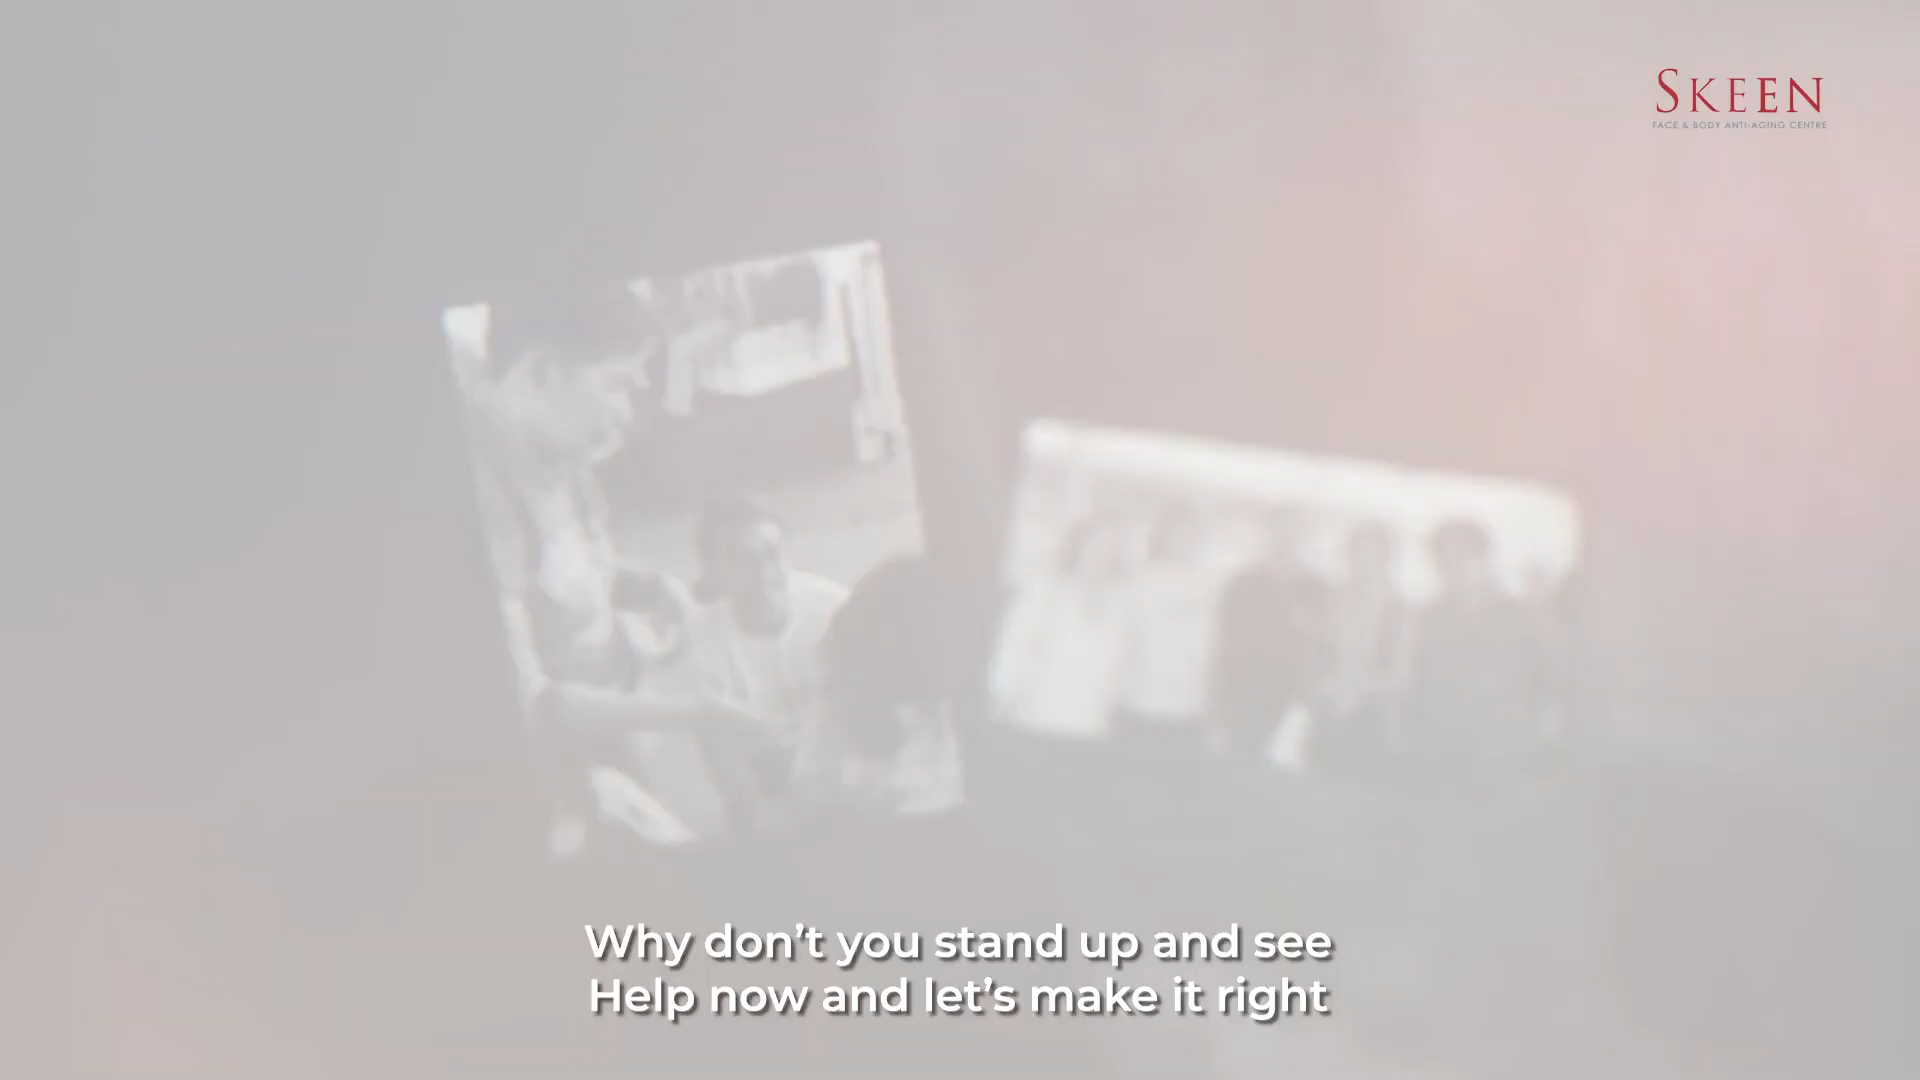 SKEEN
FACE & BODY ANTI-AGING CENTRE
Why don't you stand up and see
Help now and let's make it right